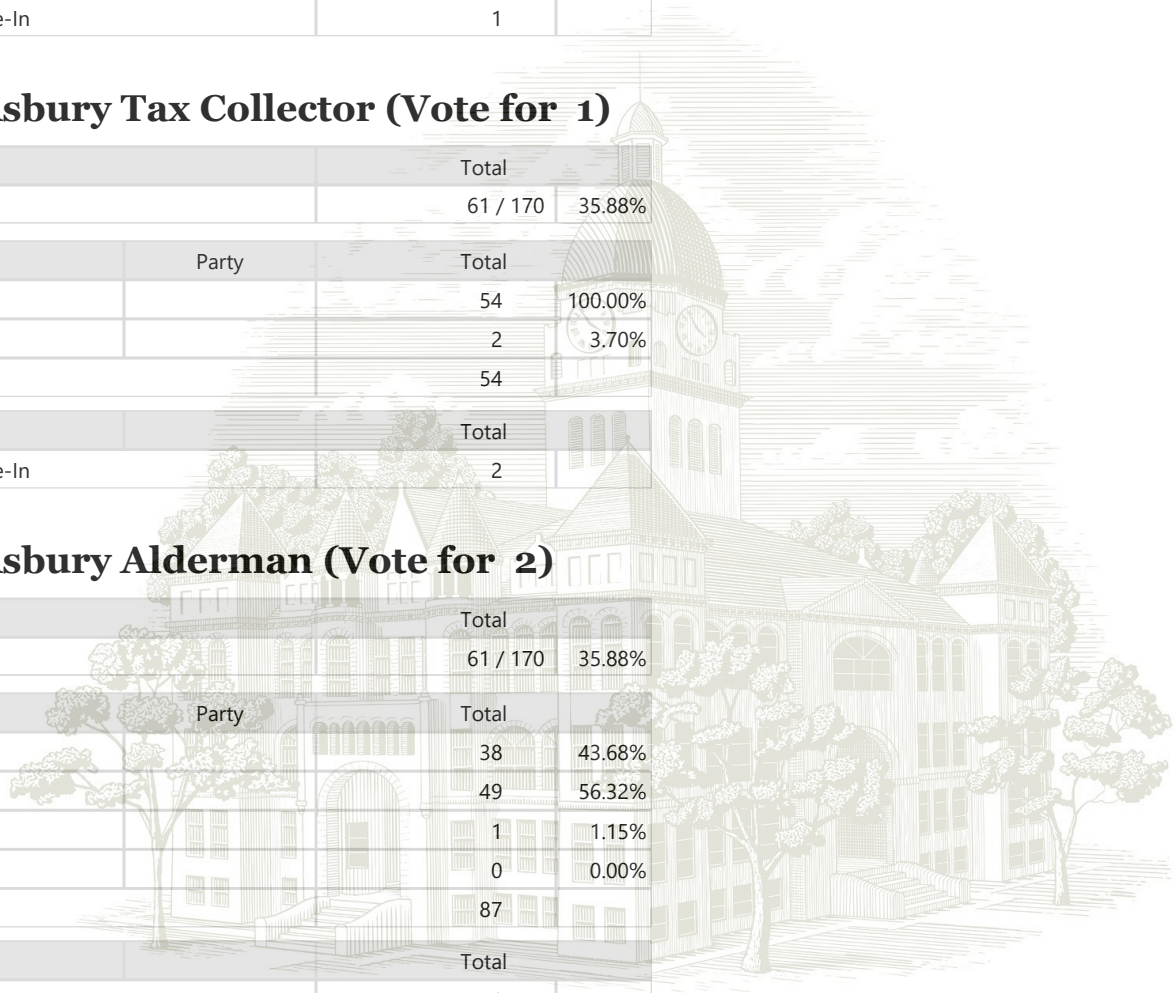 e-In 1
sbury Tax Collector (Vote for 1)
Total
61 / 170 35.88%
Party Total
54 100.00%
2 3.70%
54
Total
e-In 2
sbury Alderman (Vote for 2)
Total
61 / 170 35.88%
Party Total
38 43.68%
49 56.32%
1 1.15%
0 0.00%
87
Total